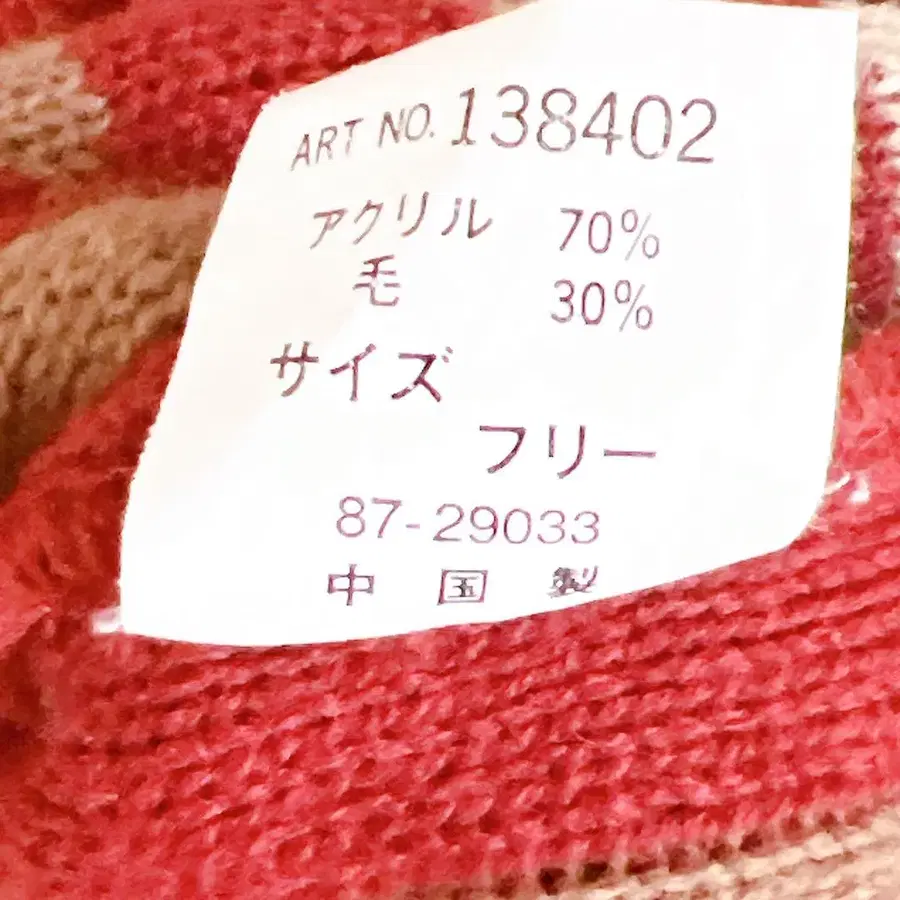 ART NO. 138402
アクリル 70%
毛 30%
サイズ
フリー
87-29033
中国製